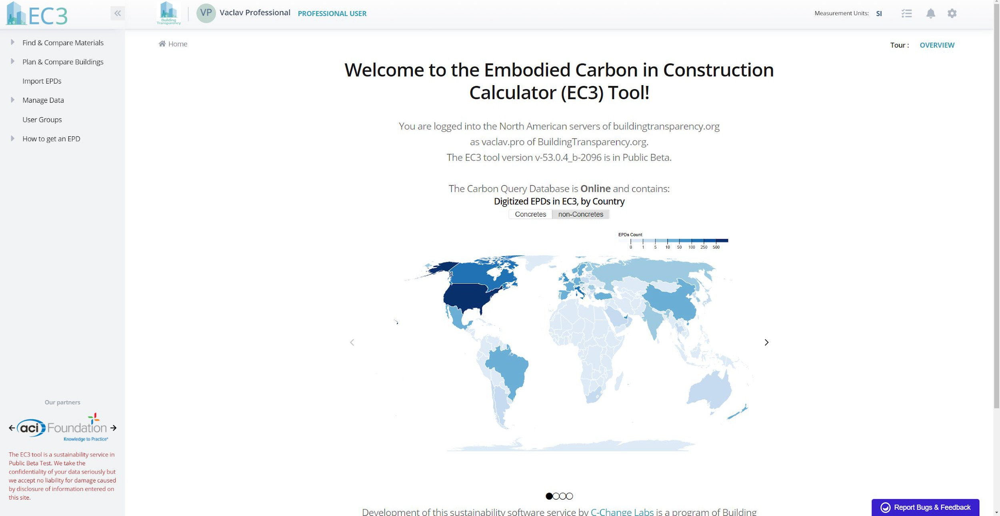 EC3
Building
Transparency
VP
Vaclav Professional
PROFESSIONAL USER
Measurement Units: SI
Find & Compare Materials
Plan & Compare Buildings
Import EPDs
Manage Data
User Groups
How to get an EPD
Home
Tour : OVERVIEW
Welcome to the Embodied Carbon in Construction
Calculator (EC3) Tool!
You are logged into the North American servers of buildingtransparency.org
as vaclav.pro of BuildingTransparency.org.
The EC3 tool version v-53.0.4_b-2096 is in Public Beta.
The Carbon Query Database is Online and contains:
Digitized EPDs in EC3, by Country
Concretes non-Concretes
EPDs Count
0 1 5 10 50 100 250 500
Our partners
aci Foundation
Knowledge to Practice®
The EC3 tool is a sustainability service in
Public Beta Test. We take the
confidentiality of your data seriously but
we accept no liability for damage caused
by disclosure of information entered on
this site.
Development of this sustainability software service by C-Change Labs is a program of Building
Report Bugs & Feedback